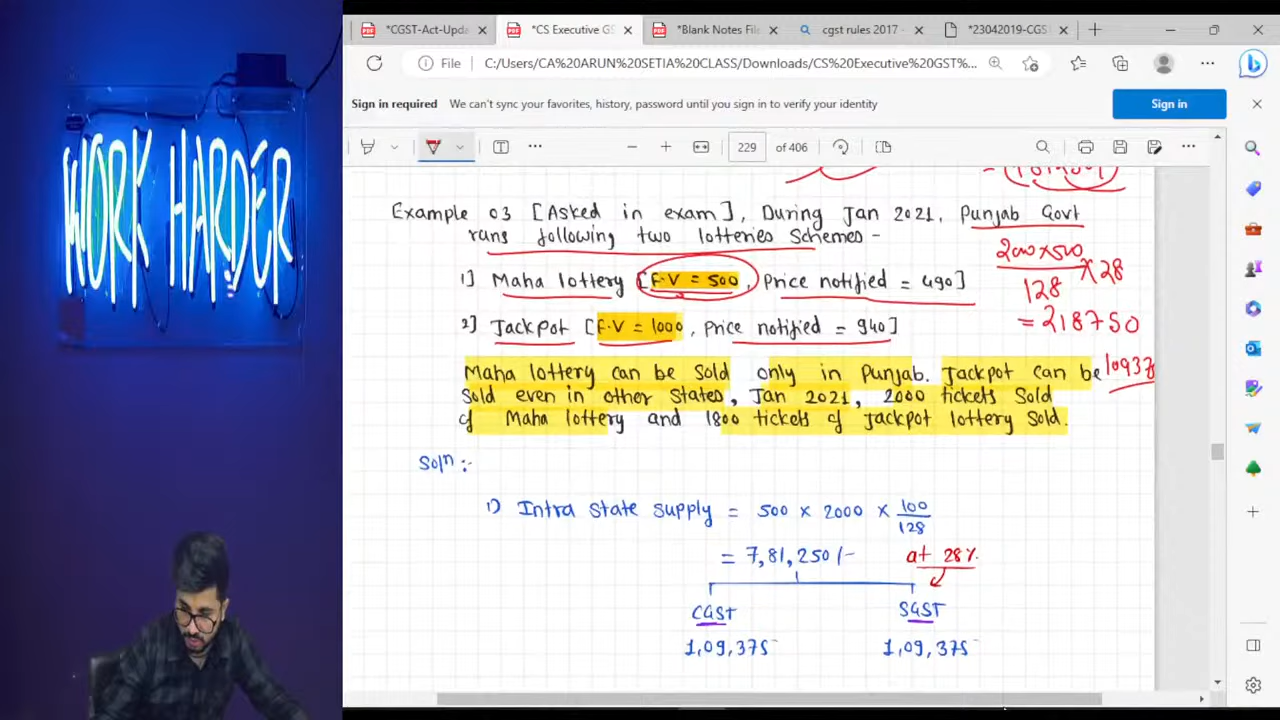 WORK HARDER
*CGST-Act-Upda
*CS Executive GS
*Blank Notes File
cgst rules 2017 -
*23042019-CGS
File
C:/Users/CA%20ARUN%20SETIA%20CLASS/Downloads/CS%20Executive%20GST%...
Sign in required We can't sync your favorites, history, password until you sign in to verify your identity
Sign in
229 of 406
Example 03 [Asked in exam], During Jan 2021, Punjab Govt
runs following two lotteries Schemes -
1] Maha lottery [F.V = 500, Price notified = 490]
2] Jackpot [F.V = 1000, Price notified = 940]
2000x500
128
x28
= 218750
Maha lottery can be sold only in Punjab. Jackpot can be
10937
sold even in other States, Jan 2021, 2000 tickets Sold
of Maha lottery and 1800 tickets of Jackpot lottery Sold.
Soln :-
1) Intra state supply = 500 x 2000 x 100
128
= 7,81,250/-
at 28%
CGST
SGST
1,09,375
1,09,375